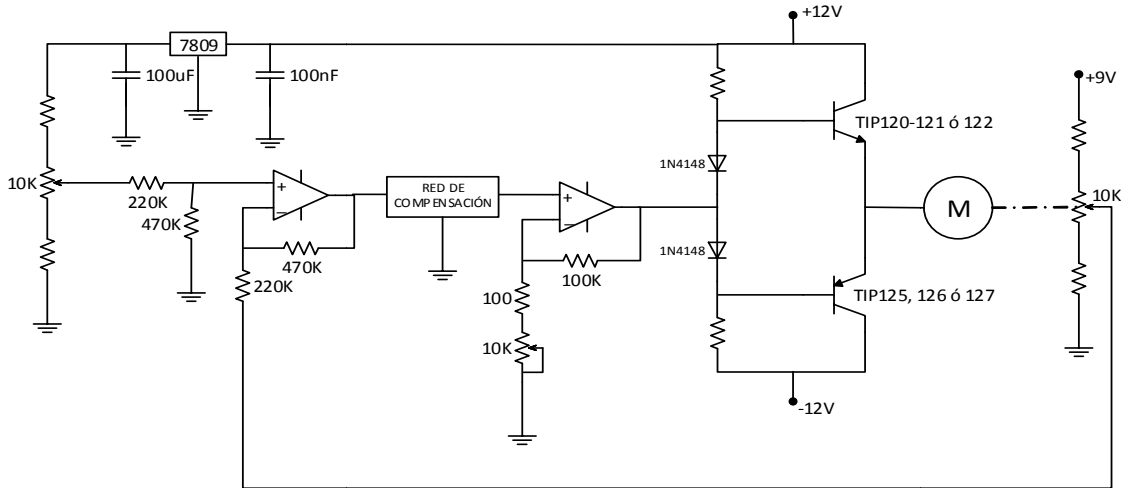 +12V
7809
100uF
100nF
+9V
TIP120-121 ó 122
1N4148
10K
220K
470K
+
−
RED DE
COMPENSACIÓN
+
−
M
10K
1N4148
470K
220K
100K
100
10K
TIP125, 126 ó 127
-12V